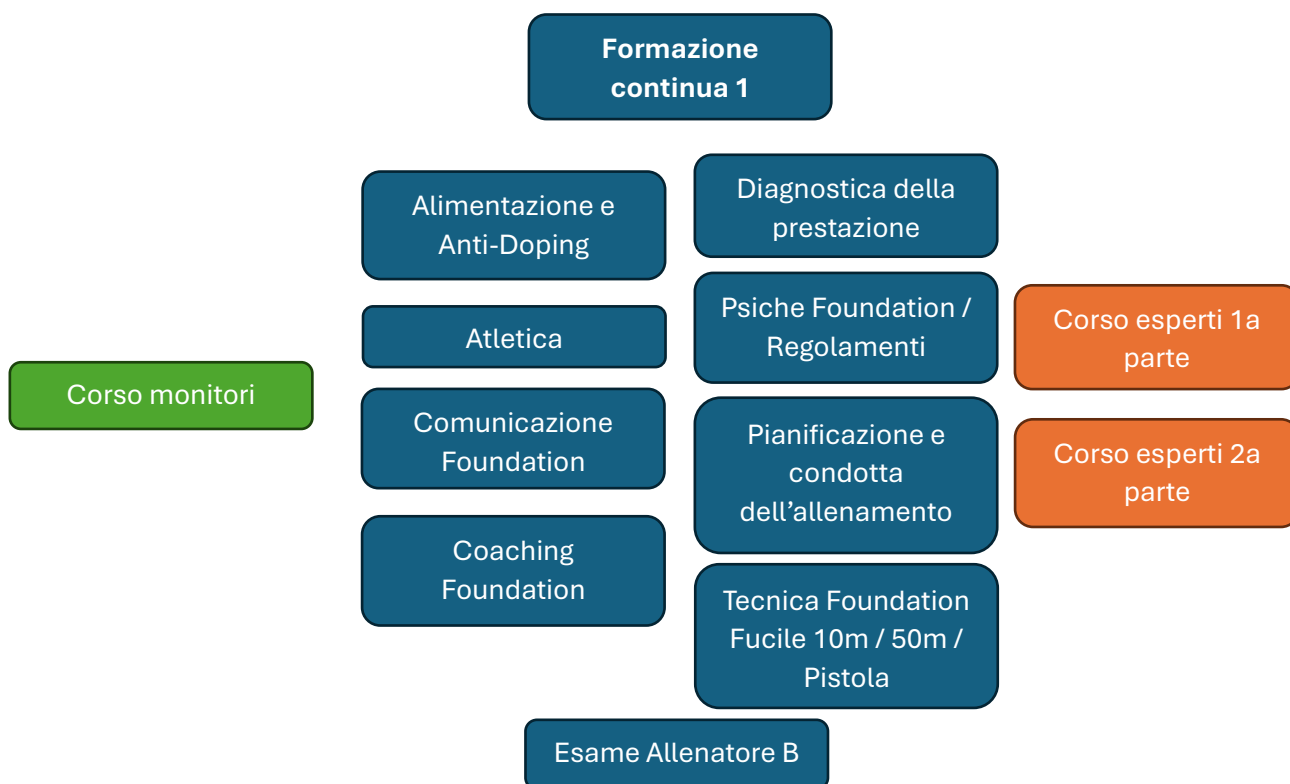 Formazione
continua 1
Corso monitori
Alimentazione e
Anti-Doping
Atletica
Comunicazione
Foundation
Coaching
Foundation
Diagnostica della
prestazione
Psiche Foundation /
Regolamenti
Pianificazione e
condotta
dell’allenamento
Tecnica Foundation
Fucile 10m / 50m /
Pistola
Corso esperti 1a
parte
Corso esperti 2a
parte
Esame Allenatore B